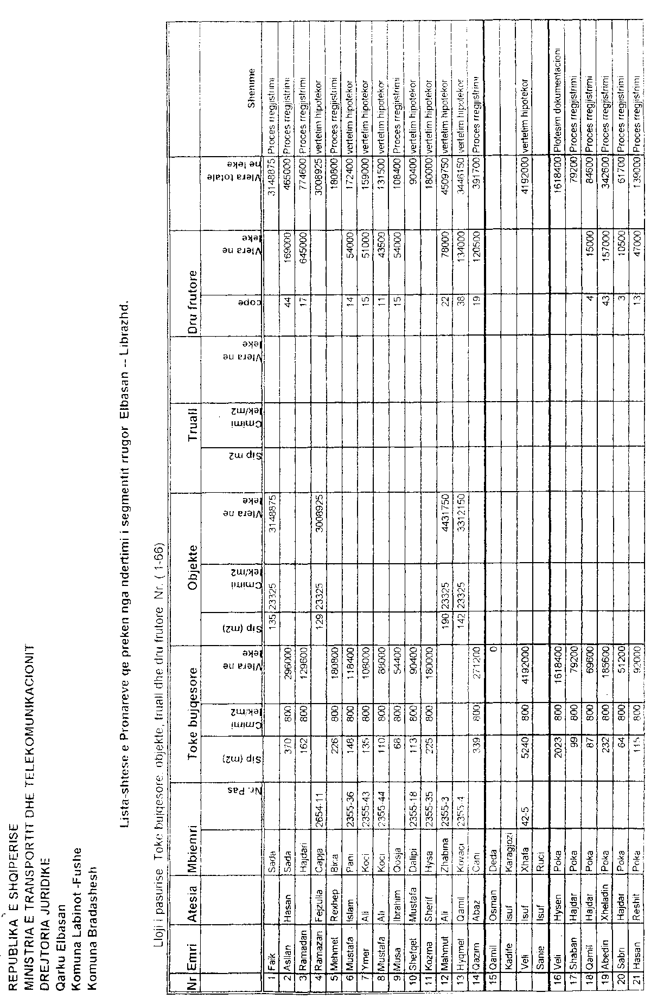 REPUBLIKA E SHQIPERISE
MINISTRIA E TRANSPORTIT DHE TELEKOMUNIKACIONIT
DREJTORIA JURIDIKE
Qarku Elbasan
Komuna Labinot -Fushe
Komuna Bradashesh
Lista-shtese e Pronareve qe preken nga ndertimi i segmentit rrugor Elbasan -- Librazhd.
Lloji i pasurise Toke bujqesore, objekte, truall dhe dru frutore Nr. ( 1-66)
Nr Emri Atesia Mbiemri Toke bujqesore Objekte Truall Dru frutore
Nr. Pas Sip (m2) Cmimi lek/m2 Vlera ne leke Sip (m2) Cmimi lek/m2 Vlera ne leke Sip m2 Cmimi lek/m2 Vlera ne leke cope Vlera ne leke Vlera totale ne leke Shenime
1 Faik Sada 135 23325 3148875 3148875 Proces rregjistrimi
2 Asllan Hasan Sada 370 800 296000 44 169000 465000 Proces rregjistrimi
3 Ramadan Hajdari 162 800 129600 17 645000 774600 Proces rregjistrimi
4 Ramazan Fejzulla Capja 2654-11 129 23325 3008925 3008925 vertetim hipotekor
5 Mehmet Rexhep Bica 226 800 180800 180800 Proces rregjistrimi
6 Mustafa Islam Pani 2355-36 148 800 118400 14 54000 172400 vertetim hipotekor
7 Ymer Ali Koci 2355-43 135 800 108000 15 51000 159000 vertetim hipotekor
8 Mustafa Ali Koci 2355-44 110 800 88000 11 43500 131500 vertetim hipotekor
9 Musa Ibrahim Qosja 68 800 54400 15 54000 108400 Proces rregjistrimi
10 Shefqet Mustafa Dalipi 2355-18 113 800 90400 90400 vertetim hipotekor
11 Kozma Sherif Hysa 2355-35 225 800 180000 180000 vertetim hipotekor
12 Mahmut Ali Zhabina 2355-3 190 23325 4431750 22 78000 4509750 vertetim hipotekor
13 Hyqmet Qamil Kovaci 2355-4 142 23325 3312150 38 134000 3446150 vertetim hipotekor
14 Qazim Abaz Cani 339 800 271200 19 120500 391700 Proces rregjistrimi
15 Qamil Osman Deda 0
Kadife Isuf Karagjozi
Veli Isuf Xhafa 42-5 5240 800 4192000 4192000 vertetim hipotekor
Sanie Isuf Ruci
16 Veli Hysen Poka 2023 800 1618400 1618400 Plotesim dokumentacioni
17 Shaban Hajdar Poka 99 800 79200 79200 Proces rregjistrimi
18 Qamil Hajdar Poka 87 800 69600 4 15000 84600 Proces rregjistrimi
19 Abedin Xheladin Poka 232 800 185600 43 157000 342600 Proces rregjistrimi
20 Sabri Hajdar Poka 64 800 51200 3 10500 61700 Proces rregjistrimi
21 Hasan Reshit Poka 115 800 92000 13 47000 139000 Proces rregjistrimi